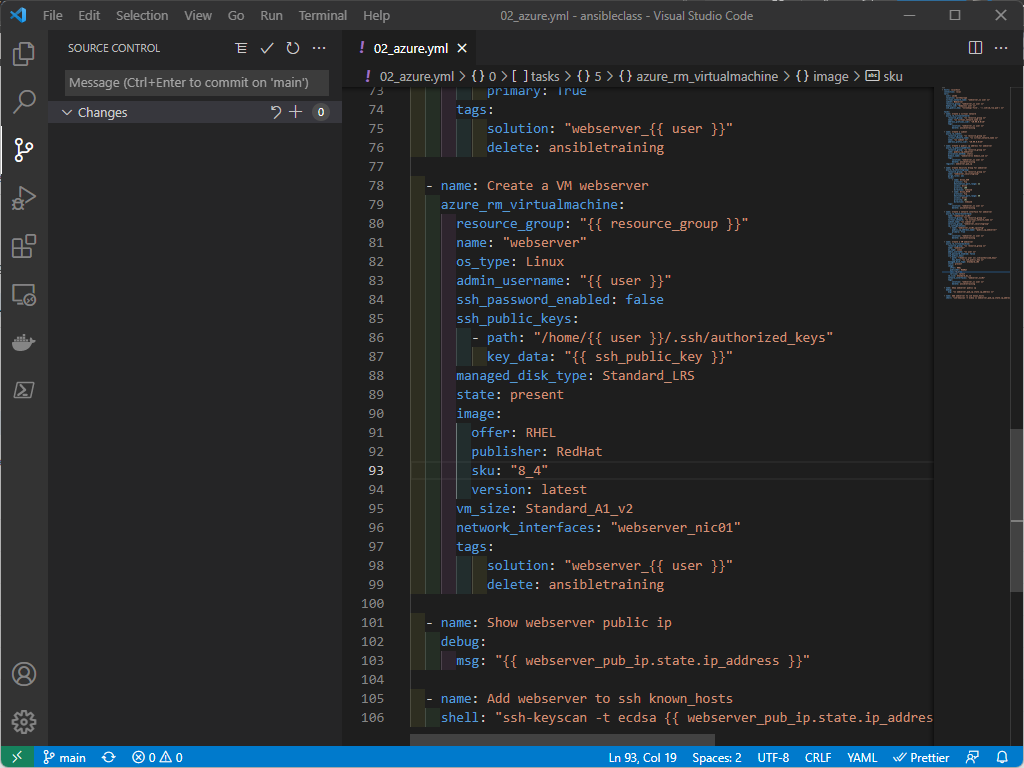 File Edit Selection View Go Run Terminal Help 02_azure.yml - ansibleclass - Visual Studio Code
SOURCE CONTROL
Message (Ctrl+Enter to commit on 'main')
Changes 0
02_azure.yml
02_azure.yml > {} 0 > [ ] tasks > {} 5 > {} azure_rm_virtualmachine > {} image > abc sku
73 primary: True
74 tags:
75 solution: "webserver_{{ user }}"
76 delete: ansibletraining
77
78 - name: Create a VM webserver
79 azure_rm_virtualmachine:
80 resource_group: "{{ resource_group }}"
81 name: "webserver"
82 os_type: Linux
83 admin_username: "{{ user }}"
84 ssh_password_enabled: false
85 ssh_public_keys:
86 - path: "/home/{{ user }}/.ssh/authorized_keys"
87 key_data: "{{ ssh_public_key }}"
88 managed_disk_type: Standard_LRS
89 state: present
90 image:
91 offer: RHEL
92 publisher: RedHat
93 sku: "8_4"
94 version: latest
95 vm_size: Standard_A1_v2
96 network_interfaces: "webserver_nic01"
97 tags:
98 solution: "webserver_{{ user }}"
99 delete: ansibletraining
100
101 - name: Show webserver public ip
102 debug:
103 msg: "{{ webserver_pub_ip.state.ip_address }}"
104
105 - name: Add webserver to ssh known_hosts
106 shell: "ssh-keyscan -t ecdsa {{ webserver_pub_ip.state.ip_addres
main 0 0 Ln 93, Col 19 Spaces: 2 UTF-8 CRLF YAML Prettier